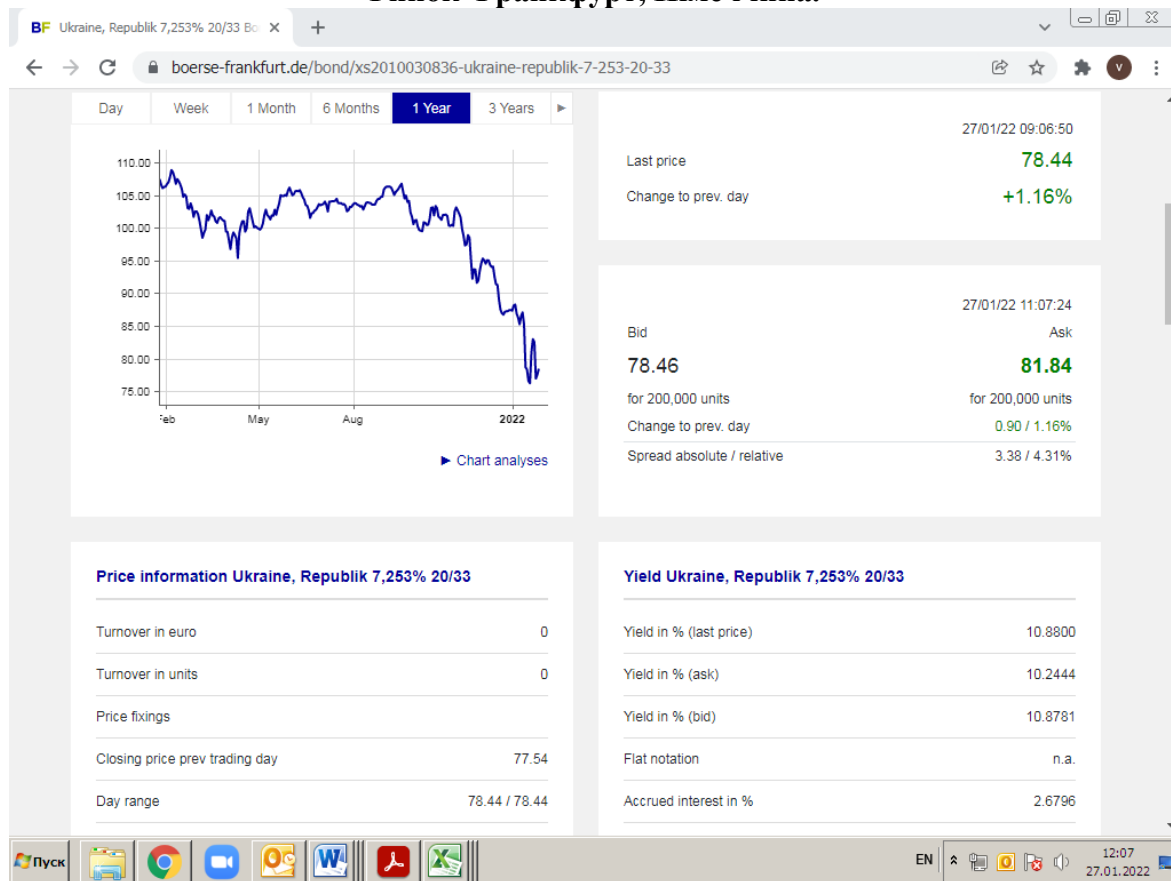 BF Ukraine, Republik 7,253% 20/33 Bo
boerse-frankfurt.de/bond/xs2010030836-ukraine-republik-7-253-20-33
V
Day Week 1 Month 6 Months 1 Year 3 Years
110.00
105.00
100.00
95.00
90.00
85.00
80.00
75.00
Feb May Aug 2022
Chart analyses
27/01/22 09:06:50
Last price 78.44
Change to prev. day +1.16%
27/01/22 11:07:24
Bid Ask
78.46 81.84
for 200,000 units for 200,000 units
Change to prev. day 0.90 / 1.16%
Spread absolute / relative 3.38 / 4.31%
Price information Ukraine, Republik 7,253% 20/33
Turnover in euro 0
Turnover in units 0
Price fixings
Closing price prev trading day 77.54
Day range 78.44 / 78.44
Yield Ukraine, Republik 7,253% 20/33
Yield in % (last price) 10.8800
Yield in % (ask) 10.2444
Yield in % (bid) 10.8781
Flat notation n.a.
Accrued interest in % 2.6796
Пуск
EN
12:07
27.01.2022